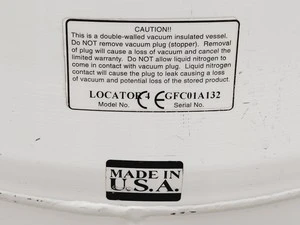 CAUTION!!
This is a double-walled vacuum insulated vessel.
Do NOT remove vacuum plug (stopper). Removal
of plug will cause a loss of vacuum and cancel the
limited warranty. Do NOT allow liquid nitrogen to
come in contact with vacuum plug. Liquid nitrogen
contact will cause the plug to leak causing a loss
of vacuum and potential loss of the stored product.
LOCATOR 4 CE GFC01A132
Model No. Serial No.
MADE IN
U.S.A.